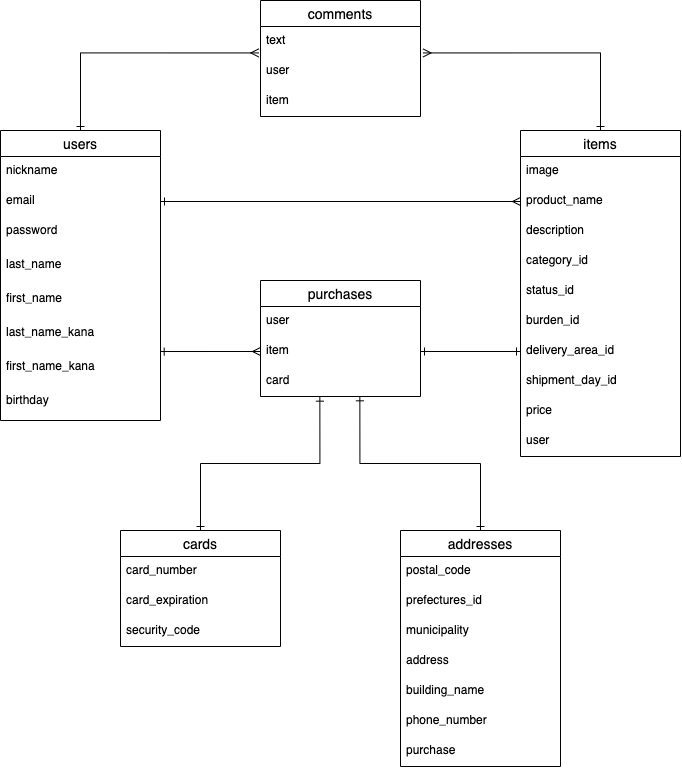 comments
text
user
item
users
nickname
email
password
last_name
first_name
last_name_kana
first_name_kana
birthday
items
image
product_name
description
category_id
status_id
burden_id
delivery_area_id
shipment_day_id
price
user
purchases
user
item
card
cards
card_number
card_expiration
security_code
addresses
postal_code
prefectures_id
municipality
address
building_name
phone_number
purchase